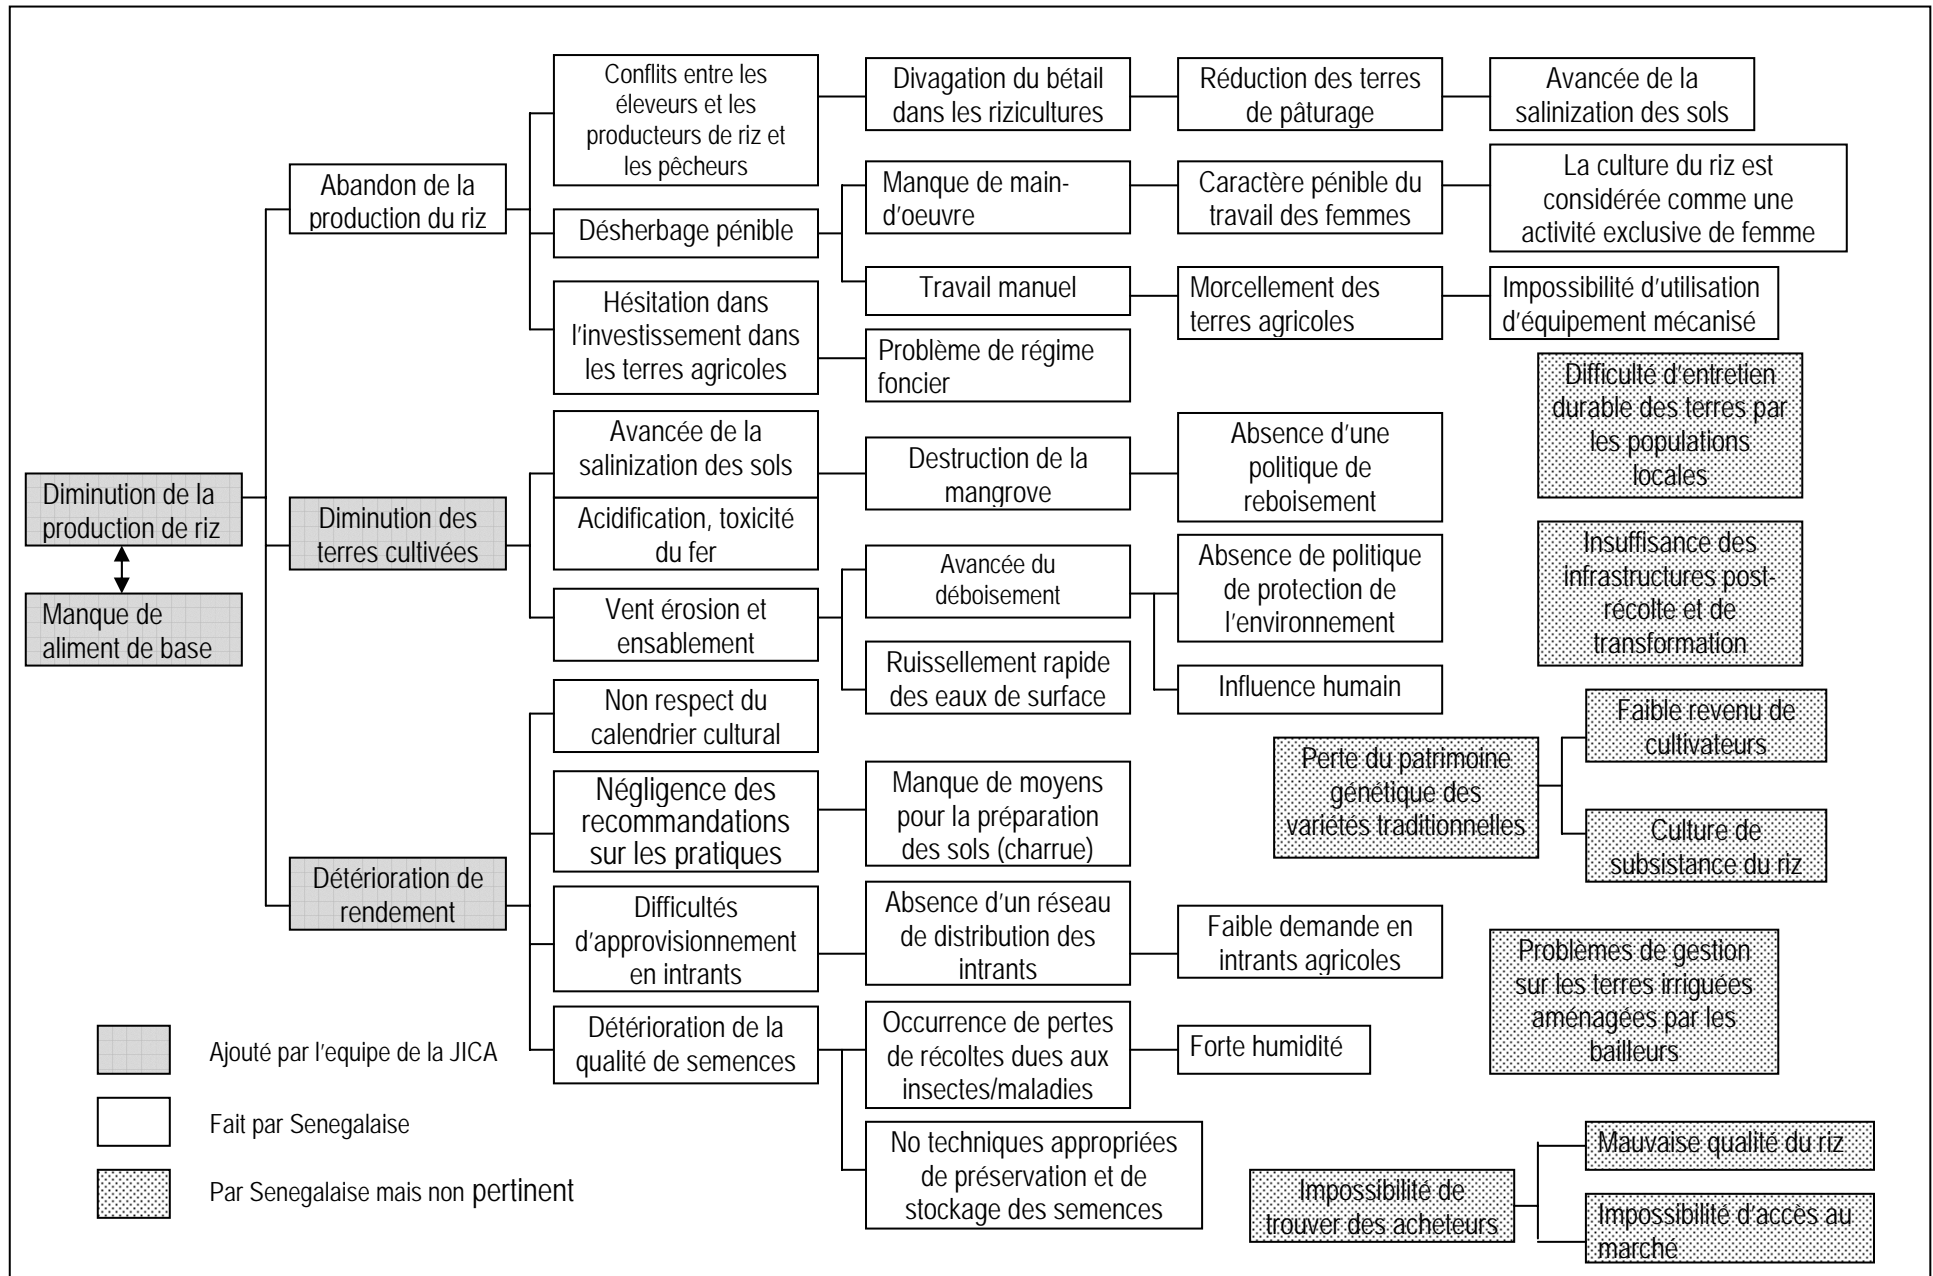 Conflits entre les
éleveurs et les
producteurs de riz et
les pêcheurs
Divagation du bétail
dans les rizicultures
Réduction des terres
de pâturage
Avancée de la
salinization des sols
Abandon de la
production du riz
Désherbage pénible
Manque de main-
d'oeuvre
Caractère pénible du
travail des femmes
La culture du riz est
considérée comme une
activité exclusive de femme
Travail manuel
Morcellement des
terres agricoles
Impossibilité d'utilisation
d'équipement mécanisé
Hésitation dans
l'investissement dans
les terres agricoles
Problème de régime
foncier
Difficulté d'entretien
durable des terres par
les populations
locales
Avancée de la
salinization des sols
Destruction de la
mangrove
Absence d'une
politique de
reboisement
Diminution de la
production de riz
Diminution des
terres cultivées
Acidification, toxicité
du fer
Insuffisance des
infrastructures post-
récolte et de
transformation
Manque de
aliment de base
Vent érosion et
ensablement
Avancée du
déboisement
Absence de politique
de protection de
l'environnement
Ruissellement rapide
des eaux de surface
Influence humain
Non respect du
calendrier cultural
Perte du patrimoine
génétique des
variétés traditionnelles
Faible revenu de
cultivateurs
Culture de
subsistance du riz
Négligence des
recommandations
sur les pratiques
Manque de moyens
pour la préparation
des sols (charrue)
Détérioration de
rendement
Difficultés
d'approvisionnement
en intrants
Absence d'un réseau
de distribution des
intrants
Faible demande en
intrants agricoles
Problèmes de gestion
sur les terres irriguées
aménagées par les
bailleurs
Détérioration de la
qualité de semences
Occurrence de pertes
de récoltes dues aux
insectes/maladies
Forte humidité
No techniques appropriées
de préservation et de
stockage des semences
Impossibilité de
trouver des acheteurs
Mauvaise qualité du riz
Impossibilité d'accès au
marché
Ajouté par l'equipe de la JICA
Fait par Senegalaise
Par Senegalaise mais non pertinent